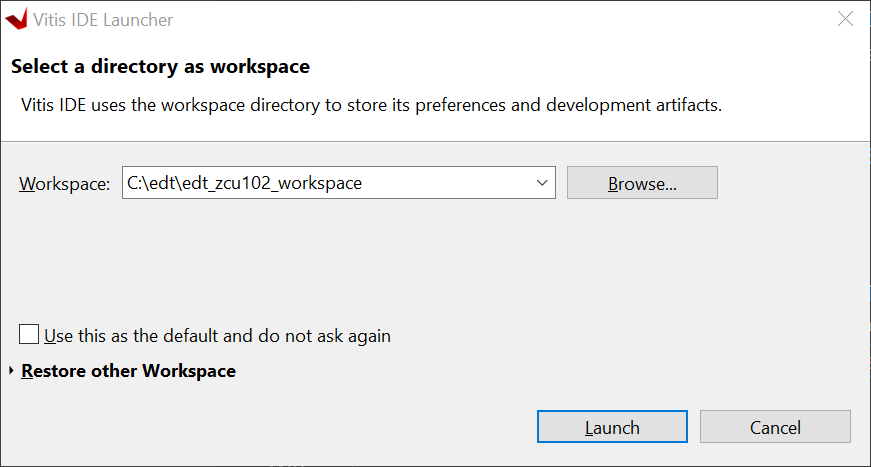 Vitis IDE Launcher
Select a directory as workspace
Vitis IDE uses the workspace directory to store its preferences and development artifacts.
Workspace: C:\edt\edt_zcu102_workspace Browse...
Use this as the default and do not ask again
Restore other Workspace
Launch Cancel